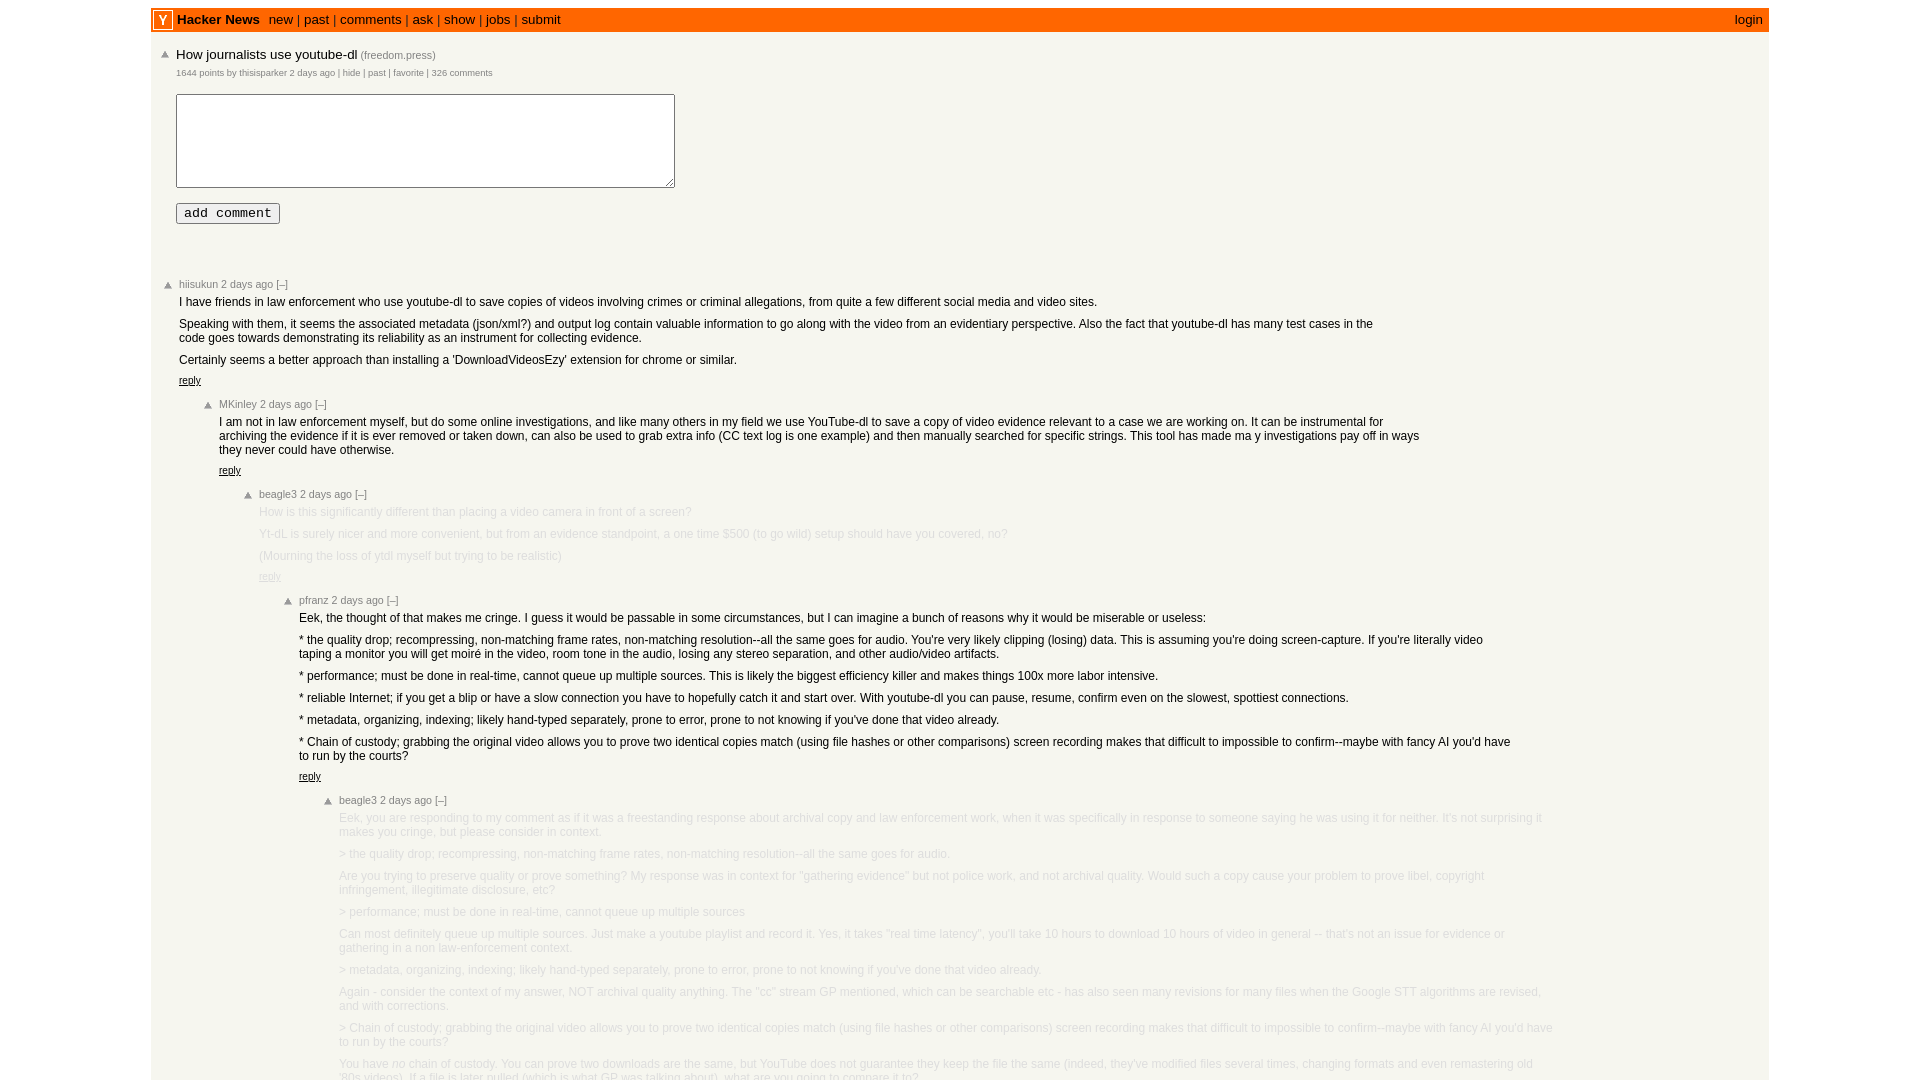 Y Hacker News new | past | comments | ask | show | jobs | submit login
How journalists use youtube-dl (freedom.press)
1644 points by thisisparker 2 days ago | hide | past | favorite | 326 comments
add comment
hiisukun 2 days ago [–]
I have friends in law enforcement who use youtube-dl to save copies of videos involving crimes or criminal allegations, from quite a few different social media and video sites.
Speaking with them, it seems the associated metadata (json/xml?) and output log contain valuable information to go along with the video from an evidentiary perspective. Also the fact that youtube-dl has many test cases in the
code goes towards demonstrating its reliability as an instrument for collecting evidence.
Certainly seems a better approach than installing a 'DownloadVideosEzy' extension for chrome or similar.
reply
MKinley 2 days ago [–]
I am not in law enforcement myself, but do some online investigations, and like many others in my field we use YouTube-dl to save a copy of video evidence relevant to a case we are working on. It can be instrumental for
archiving the evidence if it is ever removed or taken down, can also be used to grab extra info (CC text log is one example) and then manually searched for specific strings. This tool has made ma y investigations pay off in ways
they never could have otherwise.
reply
beagle3 2 days ago [–]
How is this significantly different than placing a video camera in front of a screen?
Yt-dL is surely nicer and more convenient, but from an evidence standpoint, a one time $500 (to go wild) setup should have you covered, no?
(Mourning the loss of ytdl myself but trying to be realistic)
reply
pfranz 2 days ago [–]
Eek, the thought of that makes me cringe. I guess it would be passable in some circumstances, but I can imagine a bunch of reasons why it would be miserable or useless:
* the quality drop; recompressing, non-matching frame rates, non-matching resolution--all the same goes for audio. You're very likely clipping (losing) data. This is assuming you're doing screen-capture. If you're literally video
taping a monitor you will get moiré in the video, room tone in the audio, losing any stereo separation, and other audio/video artifacts.
* performance; must be done in real-time, cannot queue up multiple sources. This is likely the biggest efficiency killer and makes things 100x more labor intensive.
* reliable Internet; if you get a blip or have a slow connection you have to hopefully catch it and start over. With youtube-dl you can pause, resume, confirm even on the slowest, spottiest connections.
* metadata, organizing, indexing; likely hand-typed separately, prone to error, prone to not knowing if you've done that video already.
* Chain of custody; grabbing the original video allows you to prove two identical copies match (using file hashes or other comparisons) screen recording makes that difficult to impossible to confirm--maybe with fancy AI you'd have
to run by the courts?
reply
beagle3 2 days ago [–]
Eek, you are responding to my comment as if it was a freestanding response about archival copy and law enforcement work, when it was specifically in response to someone saying he was using it for neither. It's not surprising it
makes you cringe, but please consider in context.
> the quality drop; recompressing, non-matching frame rates, non-matching resolution--all the same goes for audio.
Are you trying to preserve quality or prove something? My response was in context for "gathering evidence" but not police work, and not archival quality. Would such a copy cause your problem to prove libel, copyright
infringement, illegitimate disclosure, etc?
> performance; must be done in real-time, cannot queue up multiple sources
Can most definitely queue up multiple sources. Just make a youtube playlist and record it. Yes, it takes "real time latency", you'll take 10 hours to download 10 hours of video in general -- that's not an issue for evidence or
gathering in a non law-enforcement context.
> metadata, organizing, indexing; likely hand-typed separately, prone to error, prone to not knowing if you've done that video already.
Again - consider the context of my answer, NOT archival quality anything. The "cc" stream GP mentioned, which can be searchable etc - has also seen many revisions for many files when the Google STT algorithms are revised,
and with corrections.
> Chain of custody; grabbing the original video allows you to prove two identical copies match (using file hashes or other comparisons) screen recording makes that difficult to impossible to confirm--maybe with fancy AI you'd have
to run by the courts?
You have no chain of custody. You can prove two downloads are the same, but YouTube does not guarantee they keep the file the same (indeed, they've modified files several times, changing formats and even remastering old
'80s videos). If a file is later pulled (which is what GP was talking about), what are you going to compare it to?